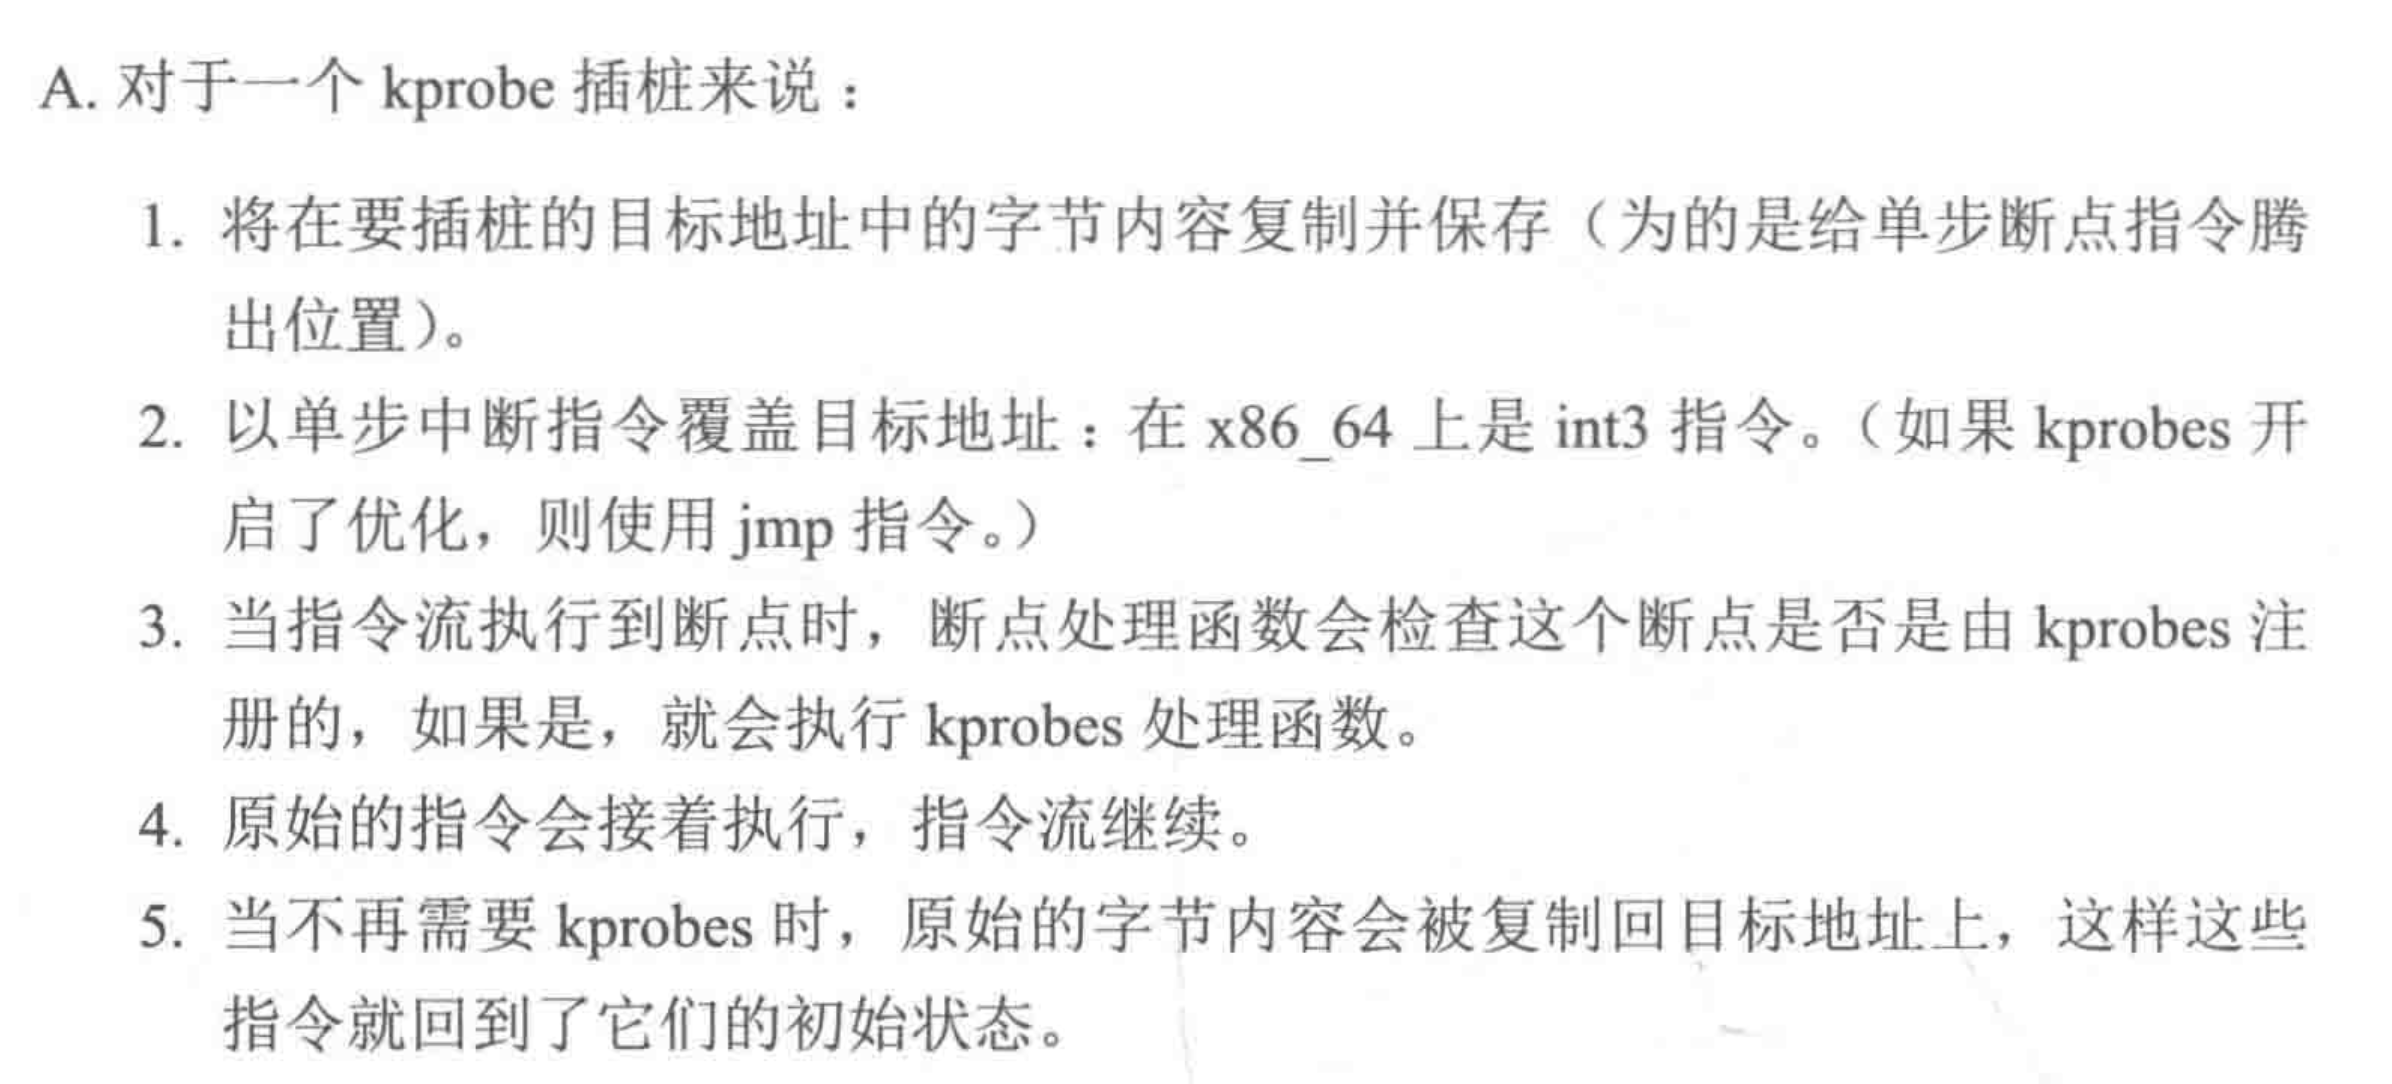 A. 对于一个 kprobe 插桩来说：
1. 将在要插桩的目标地址中的字节内容复制并保存（为的是给单步断点指令腾
出位置）。
2. 以单步中断指令覆盖目标地址：在 x86_64 上是 int3 指令。（如果 kprobes 开
启了优化，则使用 jmp 指令。）
3. 当指令流执行到断点时，断点处理函数会检查这个断点是否是由 kprobes 注
册的，如果是，就会执行 kprobes 处理函数。
4. 原始的指令会接着执行，指令流继续。
5. 当不再需要 kprobes 时，原始的字节内容会被复制回目标地址上，这样这些
指令就回到了它们的初始状态。